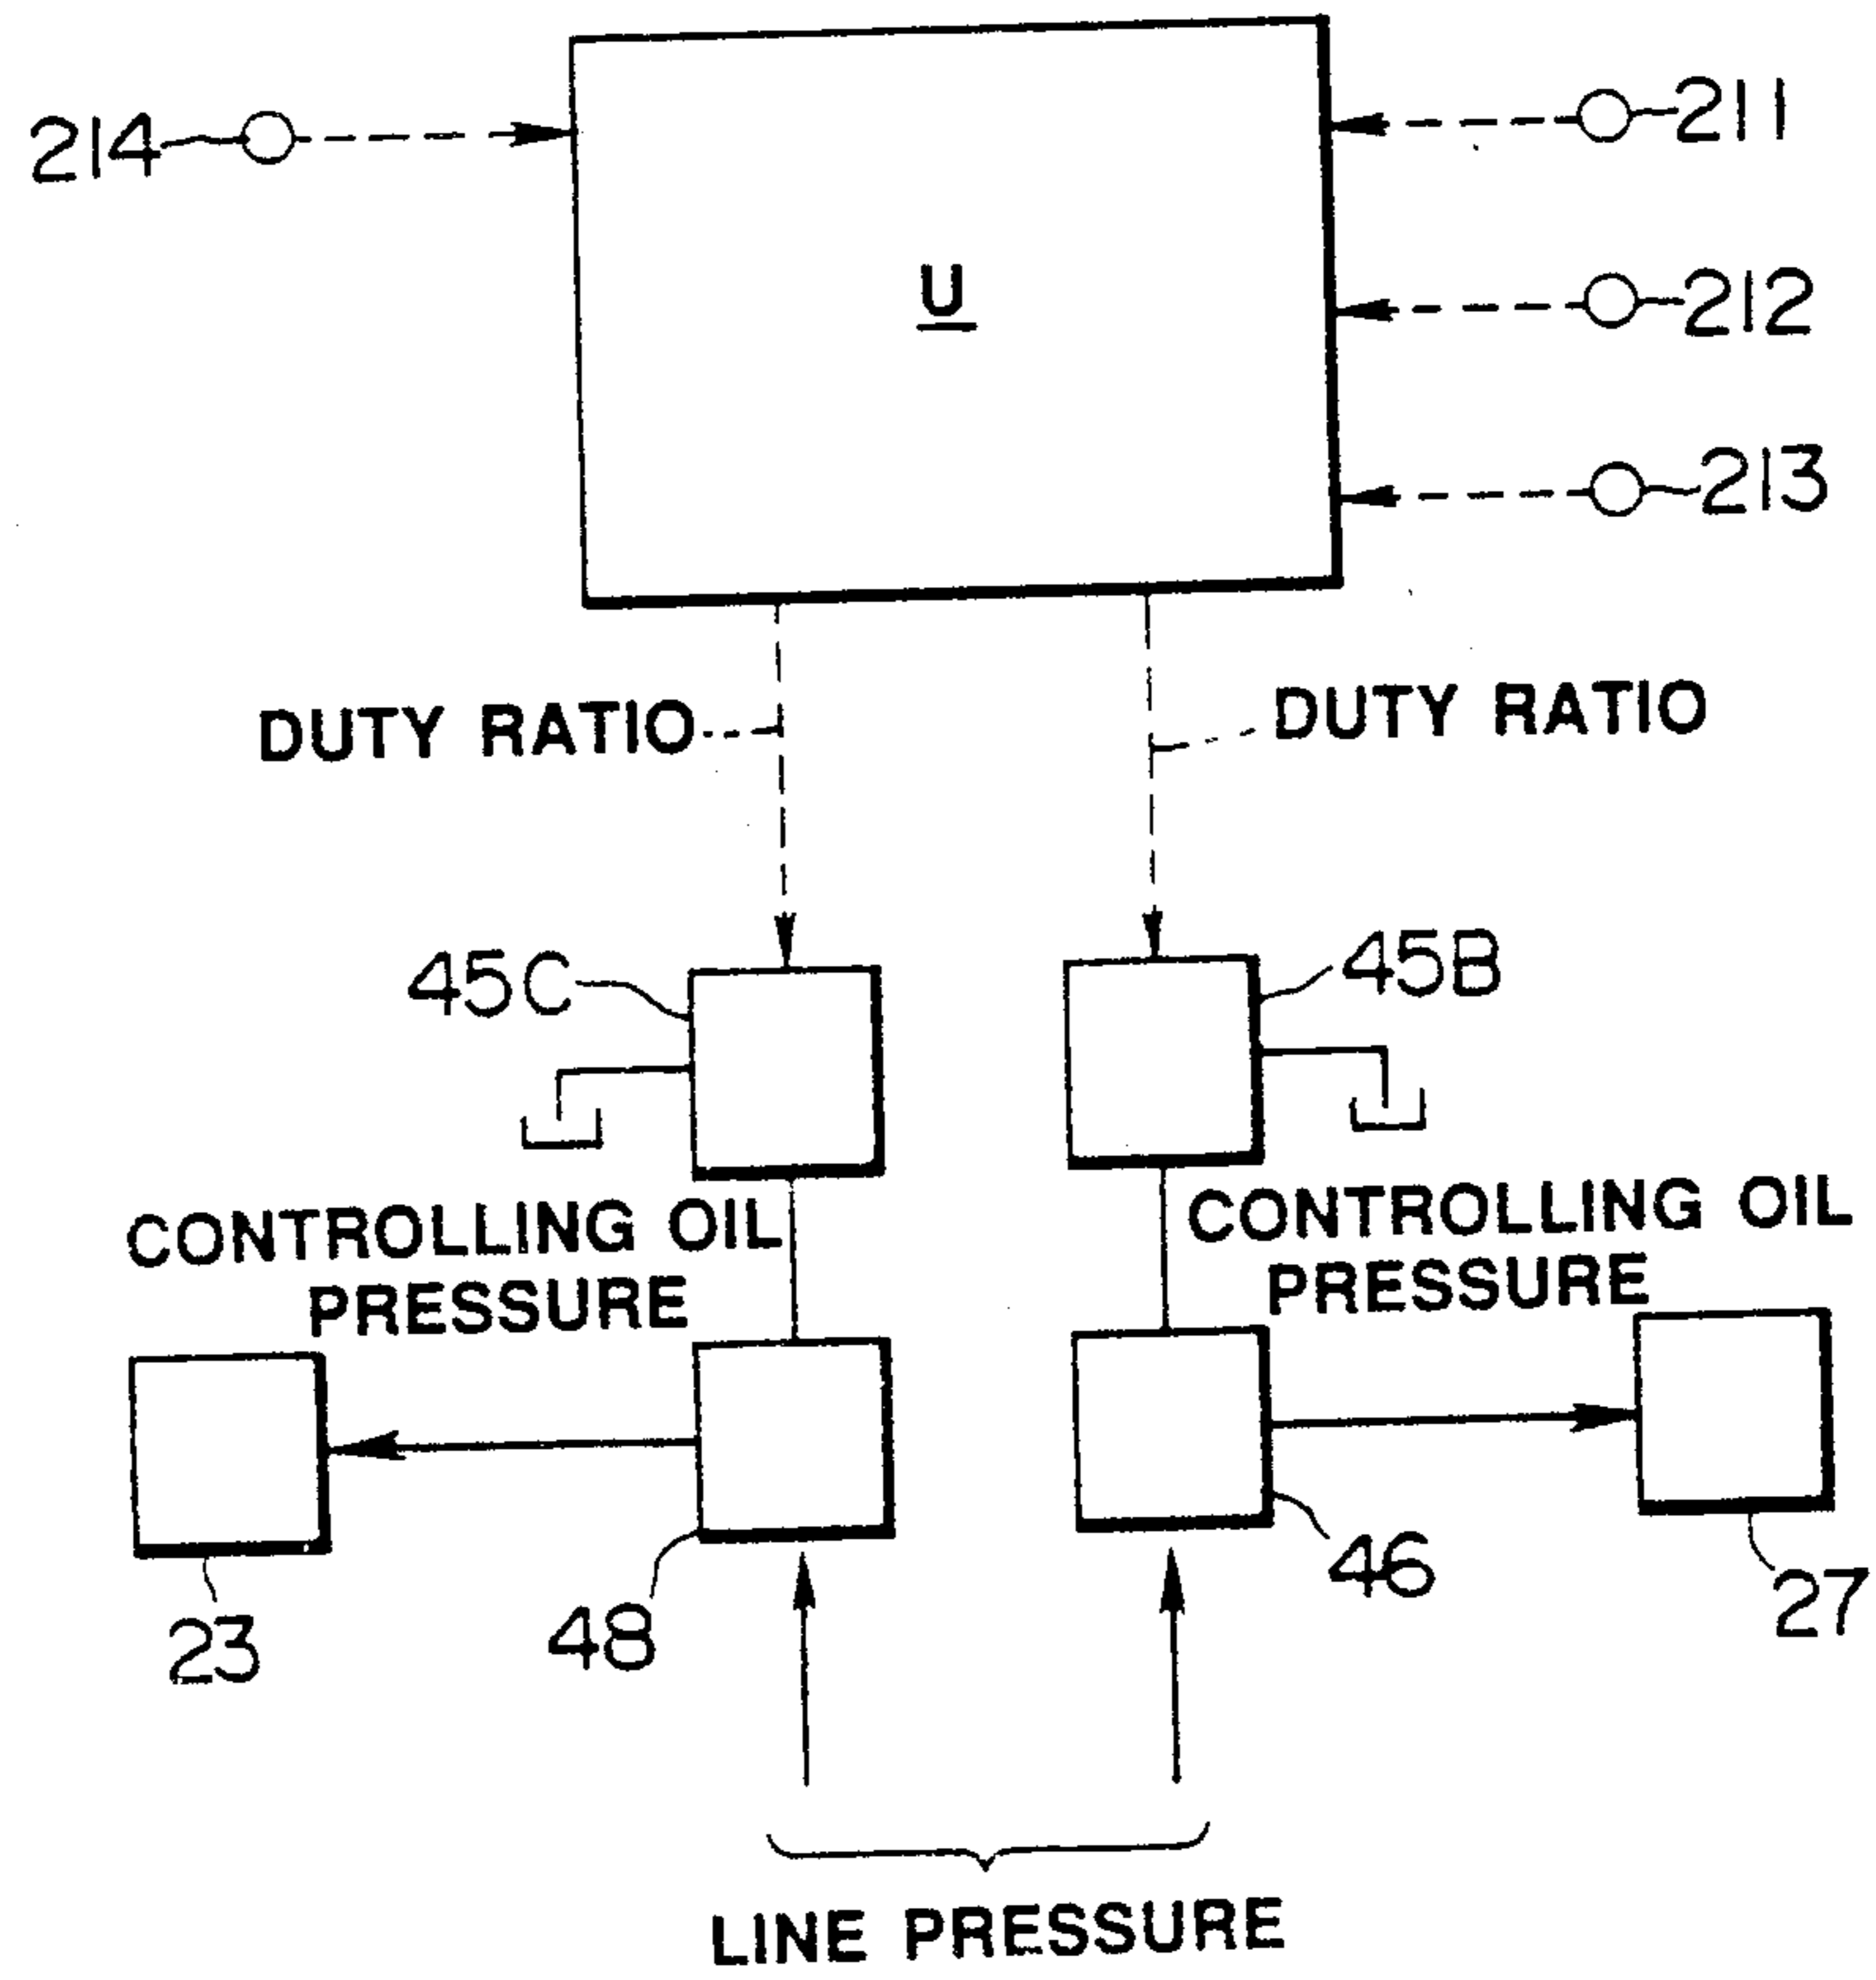 214
211
U
212
213
DUTY RATIO
DUTY RATIO
45C
45B
CONTROLLING OIL
PRESSURE
CONTROLLING OIL
PRESSURE
23
48
46
27
LINE PRESSURE